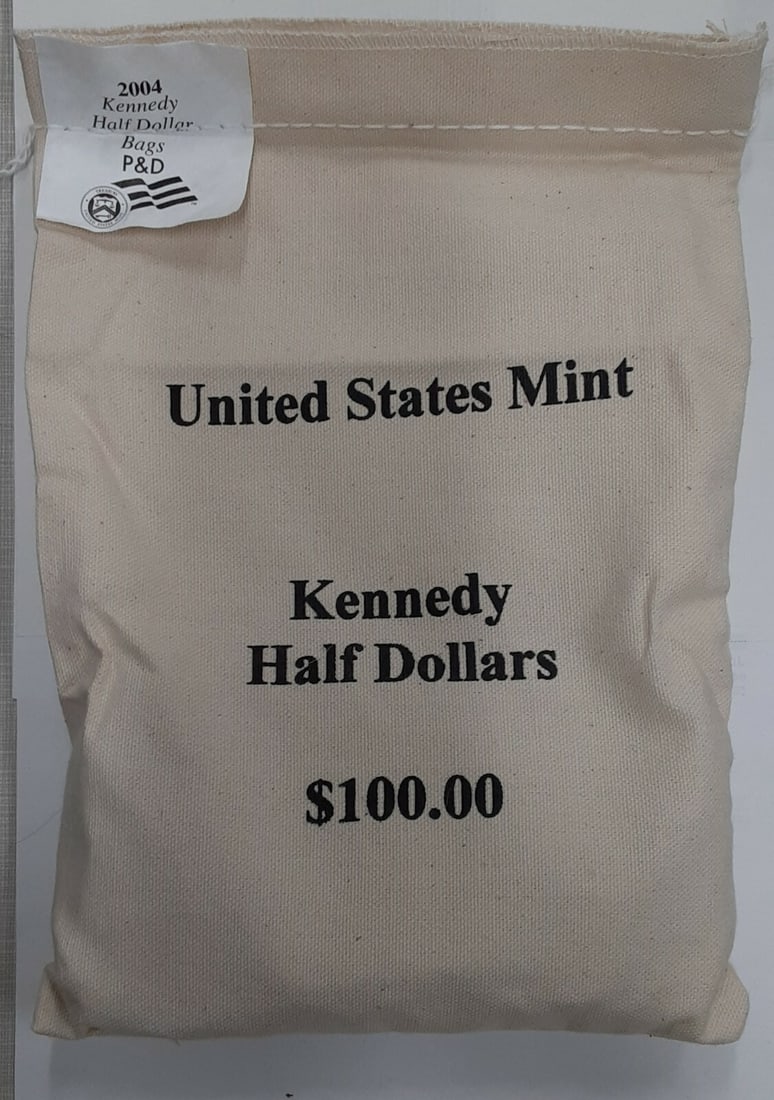 2004
Kennedy
Half Dollar
Bags
P&D
United States Mint
Kennedy
Half Dollars
$100.00